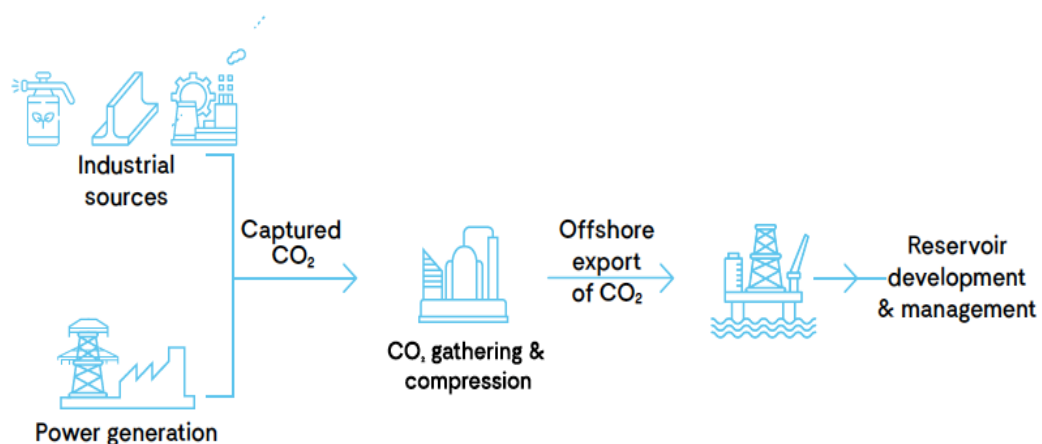 Industrial
sources
Captured
CO₂
Power generation
CO₂ gathering &
compression
Offshore
export
of CO₂
Reservoir
development
& management